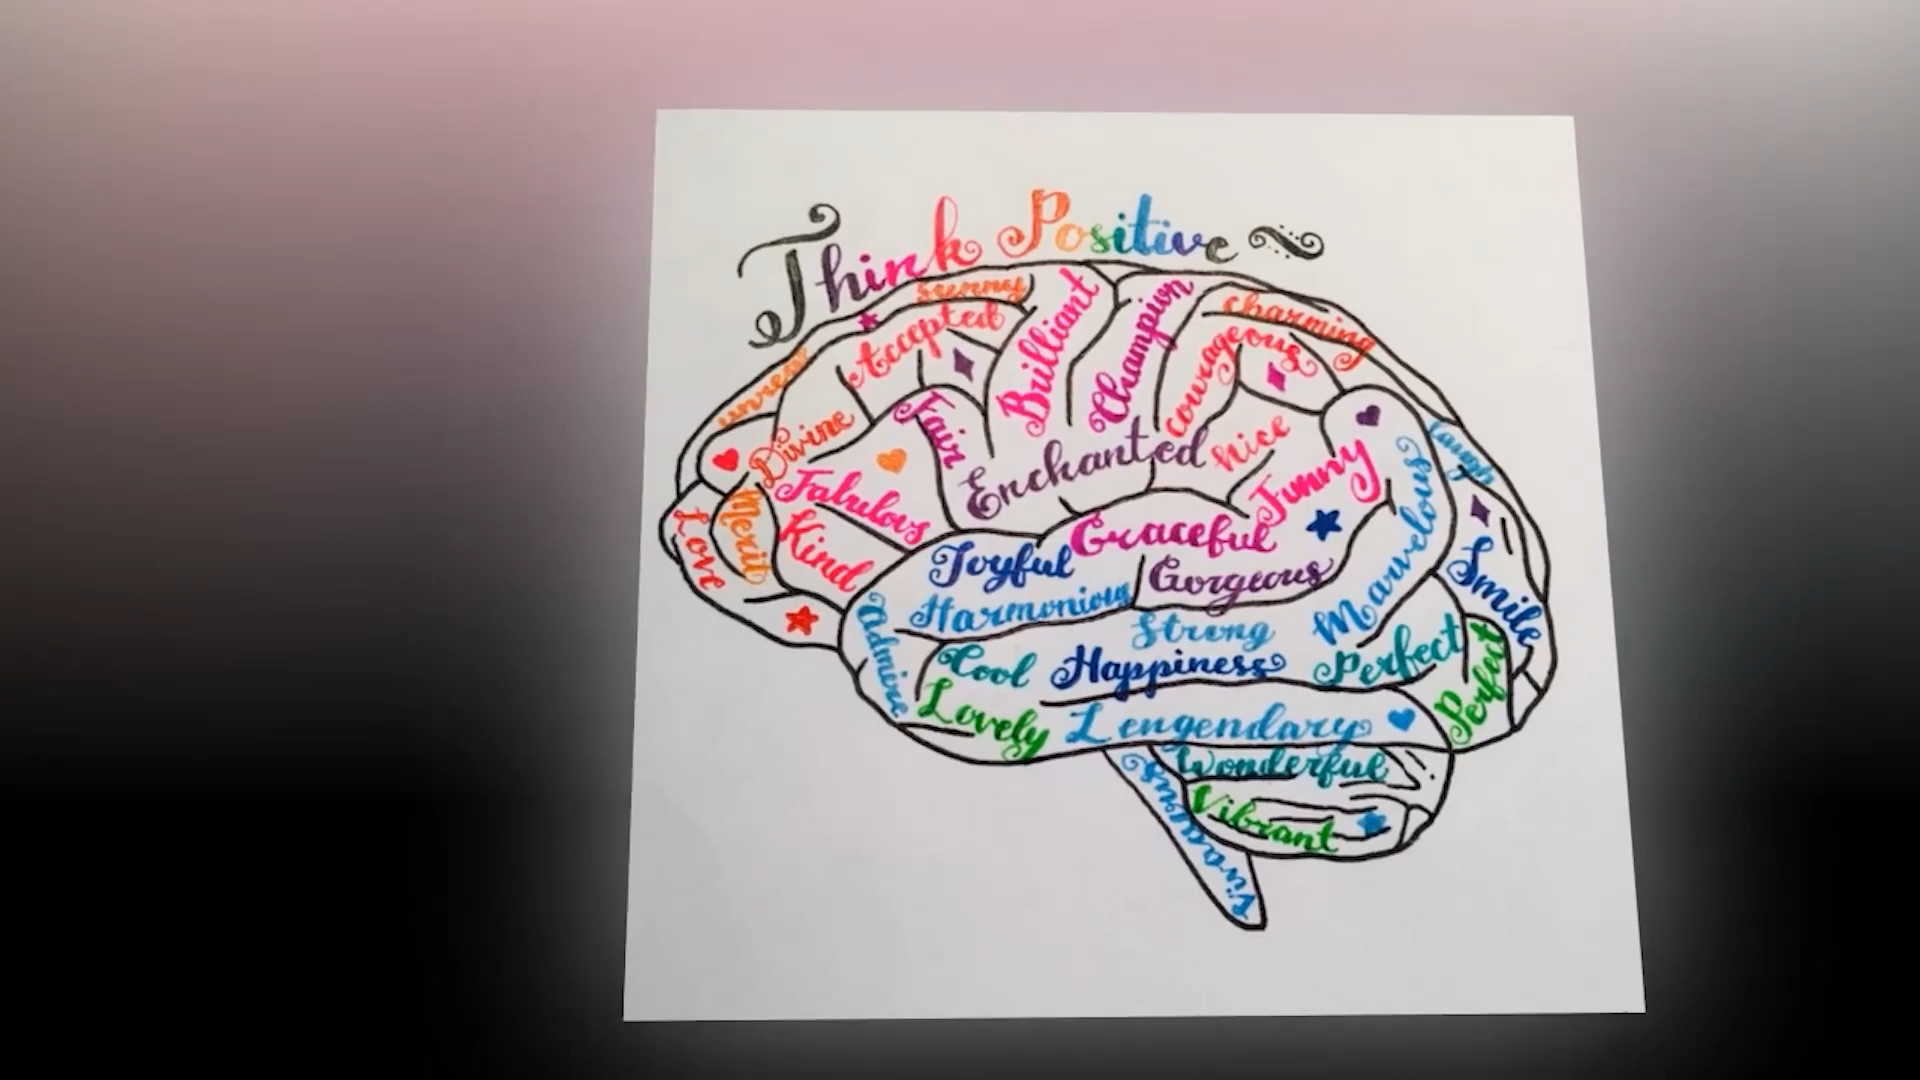 Think Positive
sunny
Accepted
Brilliant
Champion
charming
courageous
Divine
Fair
Enchanted
Nice
Funny
laugh
Love
Merit
Fabulous
Kind
Graceful
Marvelous
Smile
Joyful
Gorgeous
Harmonious
Admire
Strong
Cool
Happiness
Perfect
Perfect
Lovely
Lengendary
Wonderful
Vibrant